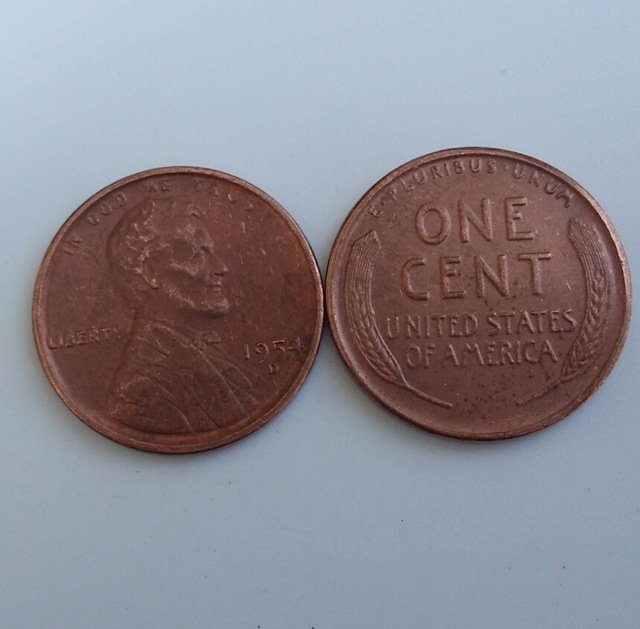 IN GOD WE TRUST
LIBERTY
1954
D
E·PLURIBUS·UNUM
ONE
CENT
UNITED STATES
OF AMERICA